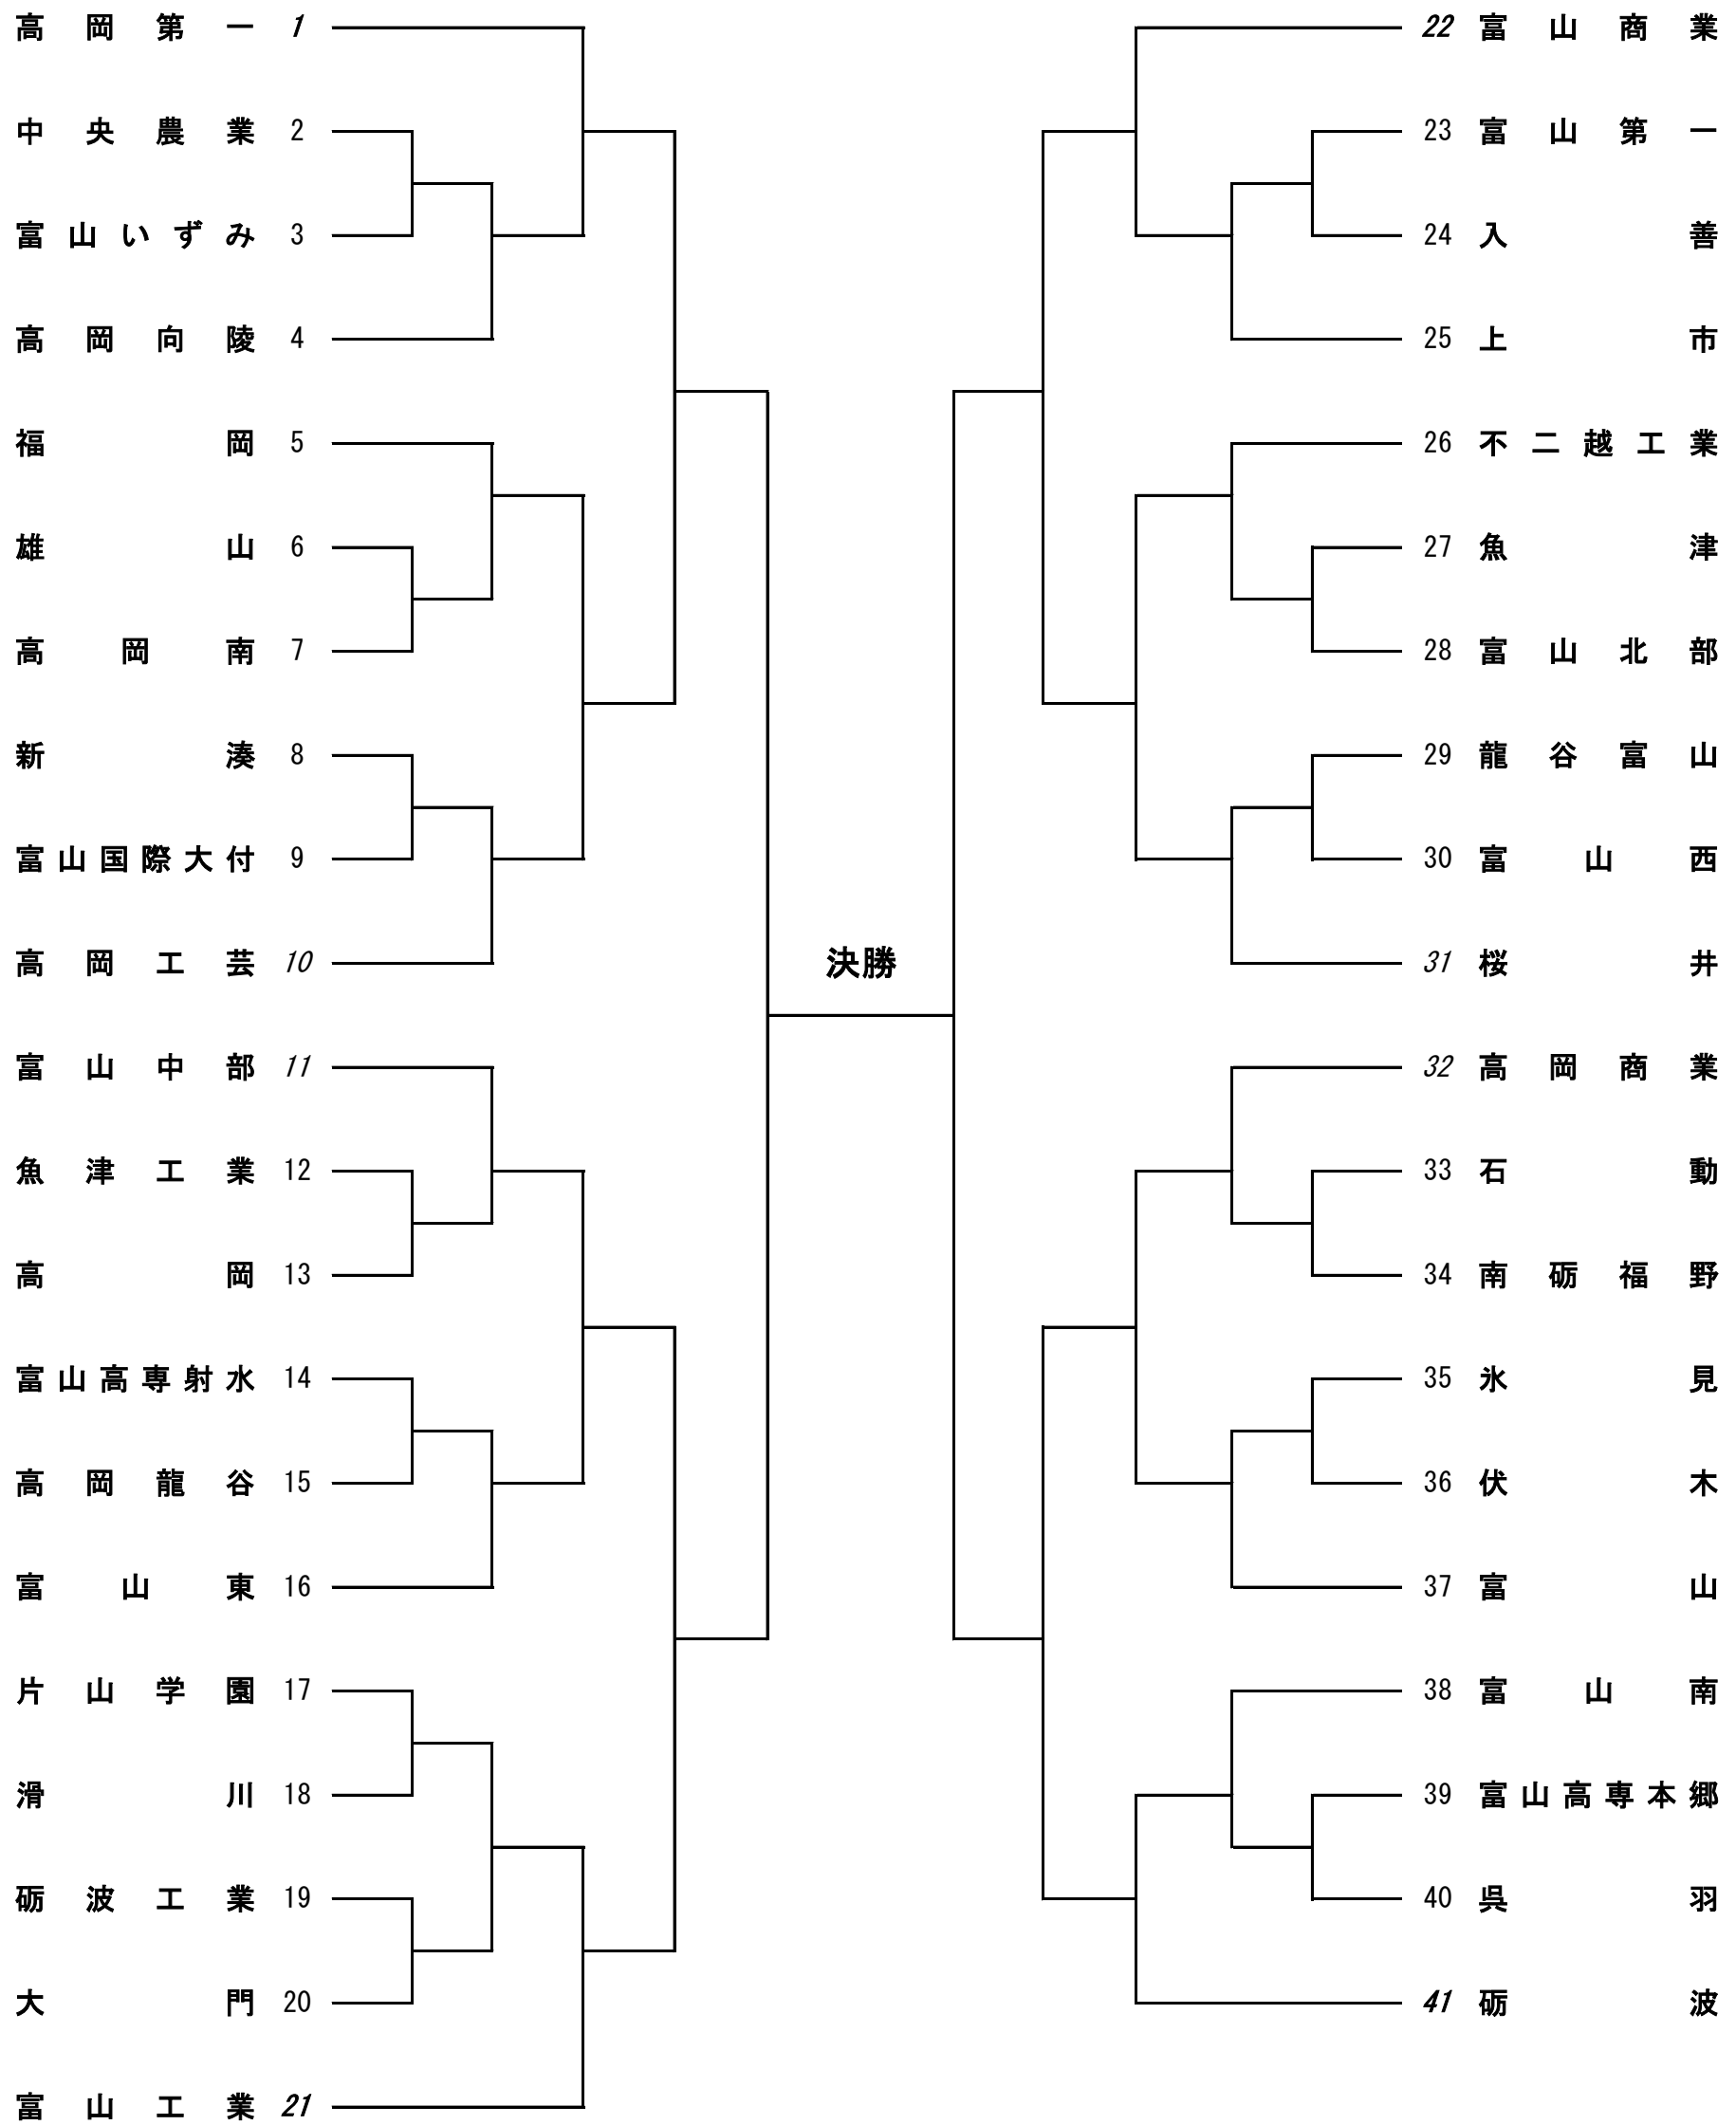 高岡第一 1
中央農業 2
富山いずみ 3
高岡向陵 4
福岡 5
雄山 6
高岡南 7
新湊 8
富山国際大付 9
高岡工芸 10
富山中部 11
魚津工業 12
高岡 13
富山高専射水 14
高岡龍谷 15
富山東 16
片山学園 17
滑川 18
砺波工業 19
大門 20
富山工業 21
決勝
22 富山商業
23 富山第一
24 入善
25 上市
26 不二越工業
27 魚津
28 富山北部
29 龍谷富山
30 富山西
31 桜井
32 高岡商業
33 石動
34 南砺福野
35 氷見
36 伏木
37 富山
38 富山南
39 富山高専本郷
40 呉羽
41 砺波